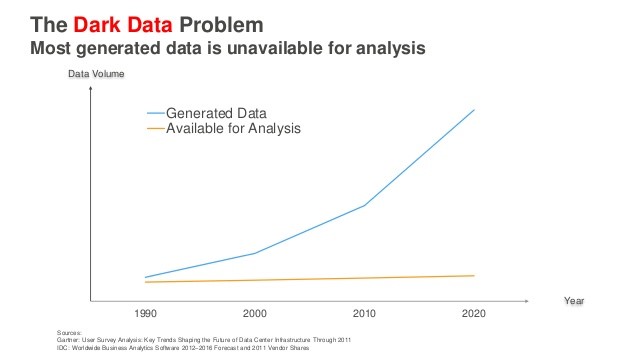 The Dark Data Problem
Most generated data is unavailable for analysis
Data Volume
Generated Data
Available for Analysis
1990 2000 2010 2020
Year
Sources:
Gartner: User Survey Analysis: Key Trends Shaping the Future of Data Center Infrastructure Through 2011
IDC: Worldwide Business Analytics Software 2012–2016 Forecast and 2011 Vendor Shares